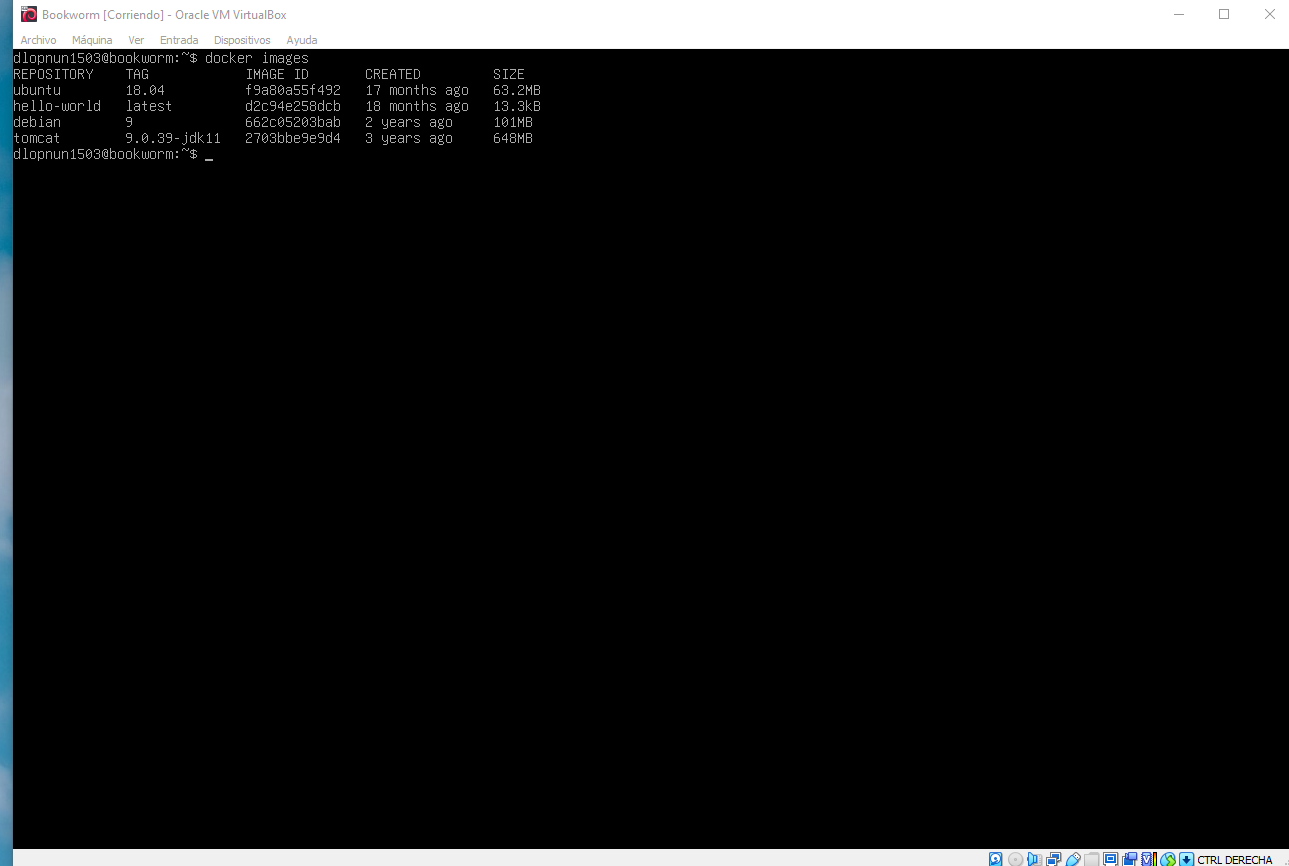 Bookworm [Corriendo] - Oracle VM VirtualBox
Archivo Máquina Ver Entrada Dispositivos Ayuda
dlopnun1503@bookworm:~$ docker images
REPOSITORY TAG IMAGE ID CREATED SIZE
ubuntu 18.04 f9a80a55f492 17 months ago 63.2MB
hello-world latest d2c94e258dcb 18 months ago 13.3kB
debian 9 662c05203bab 2 years ago 101MB
tomcat 9.0.39-jdk11 2703bbe9e9d4 3 years ago 648MB
dlopnun1503@bookworm:~$ _
CTRL DERECHA